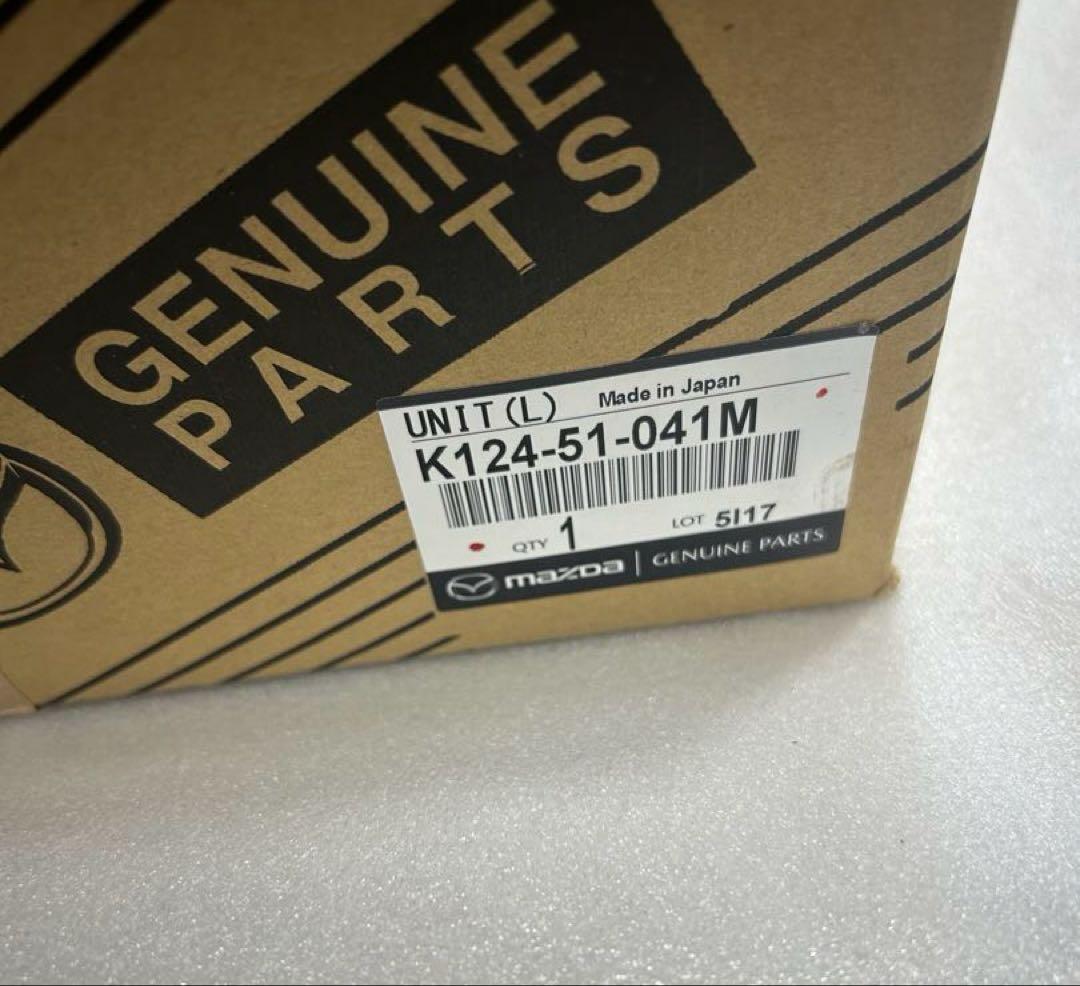 GENUINE
PARTS
UNIT(L) Made in Japan
K124-51-041M
QTY 1 LOT 5I17
mazda | GENUINE PARTS